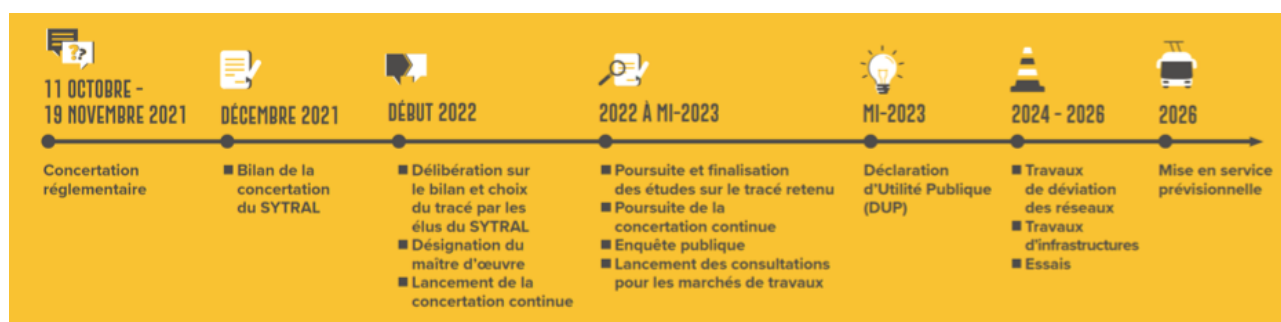 ??
11 OCTOBRE -
19 NOVEMBRE 2021
Concertation
réglementaire
DÉCEMBRE 2021
■ Bilan de la
concertation
du SYTRAL
DÉBUT 2022
■ Délibération sur
le bilan et choix
du tracé par les
élus du SYTRAL
■ Désignation du
maître d'œuvre
■ Lancement de la
concertation continue
2022 À MI-2023
■ Poursuite et finalisation
des études sur le tracé retenu
■ Poursuite de la
concertation continue
■ Enquête publique
■ Lancement des consultations
pour les marchés de travaux
MI-2023
Déclaration
d'Utilité Publique
(DUP)
2024 - 2026
■ Travaux
de déviation
des réseaux
■ Travaux
d'infrastructures
■ Essais
2026
Mise en service
prévisionnelle